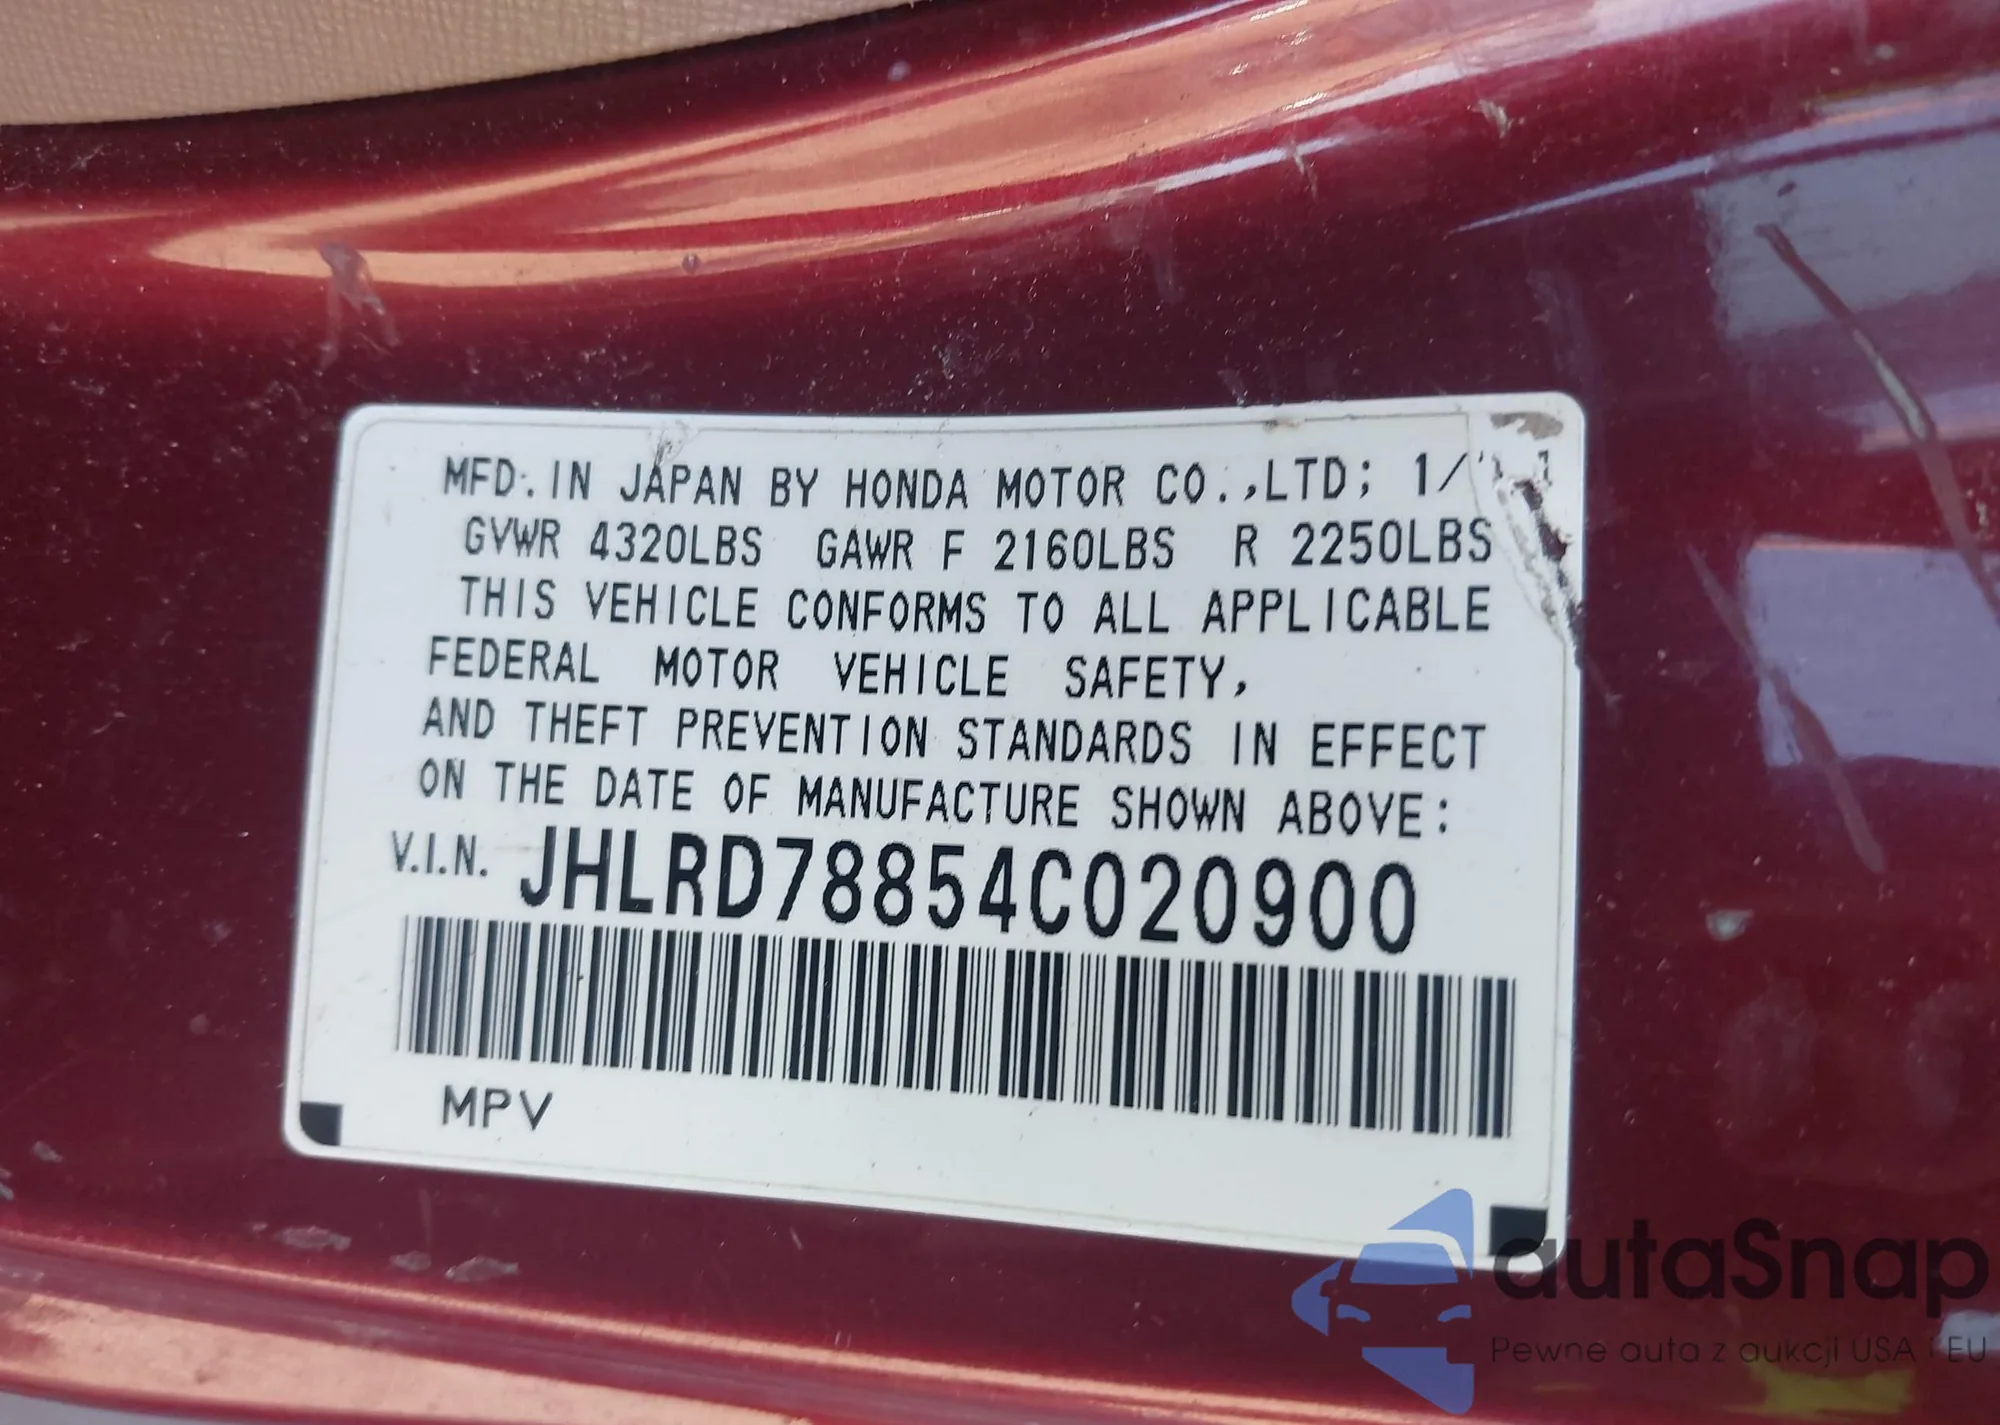 MFD. IN JAPAN BY HONDA MOTOR CO.,LTD; 1/
GVWR 4320LBS GAWR F 2160LBS R 2250LBS
THIS VEHICLE CONFORMS TO ALL APPLICABLE
FEDERAL MOTOR VEHICLE SAFETY,
AND THEFT PREVENTION STANDARDS IN EFFECT
ON THE DATE OF MANUFACTURE SHOWN ABOVE:
V.I.N. JHLRD78854C020900
MPV
autaSnap
Pewne auta z aukcji USA i EU